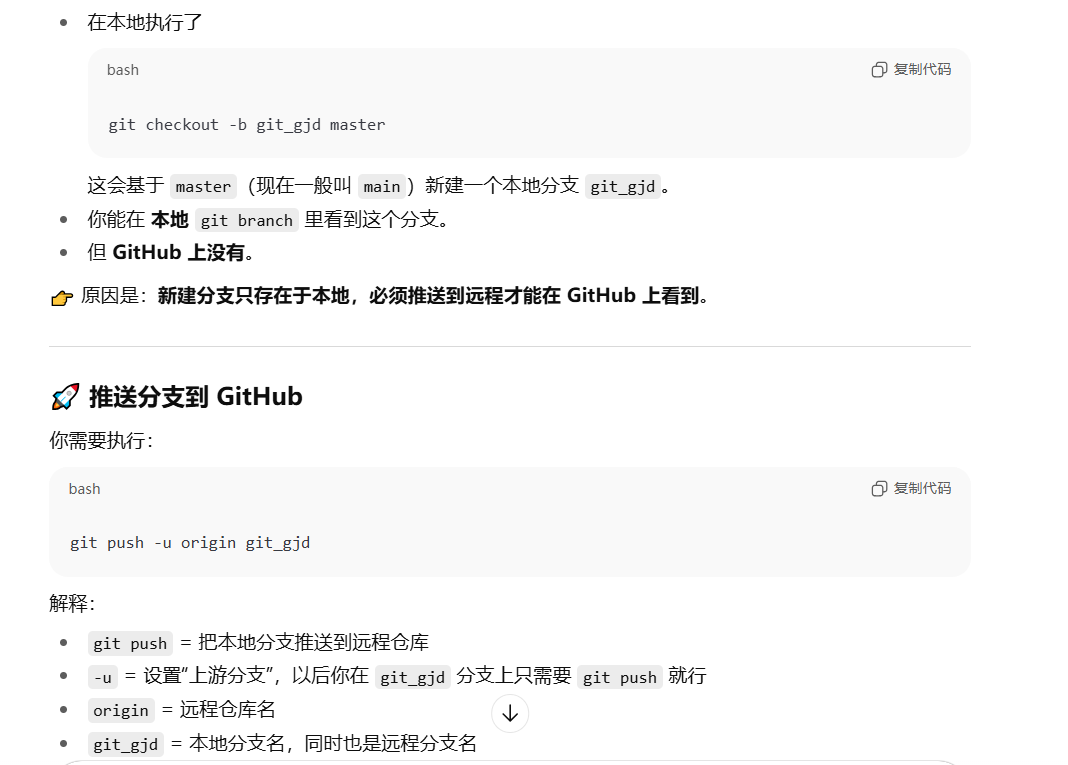 在本地执行了
bash
复制代码
git checkout -b git_gjd master
这会基于 master（现在一般叫 main）新建一个本地分支 git_gjd。
你能在 本地 git branch 里看到这个分支。
但 GitHub 上没有。
👉 原因是：新建分支只存在于本地，必须推送到远程才能在 GitHub 上看到。
🚀 推送分支到 GitHub
你需要执行：
bash
复制代码
git push -u origin git_gjd
解释：
git push = 把本地分支推送到远程仓库
-u = 设置“上游分支”，以后你在 git_gjd 分支上只需要 git push 就行
origin = 远程仓库名
git_gjd = 本地分支名，同时也是远程分支名